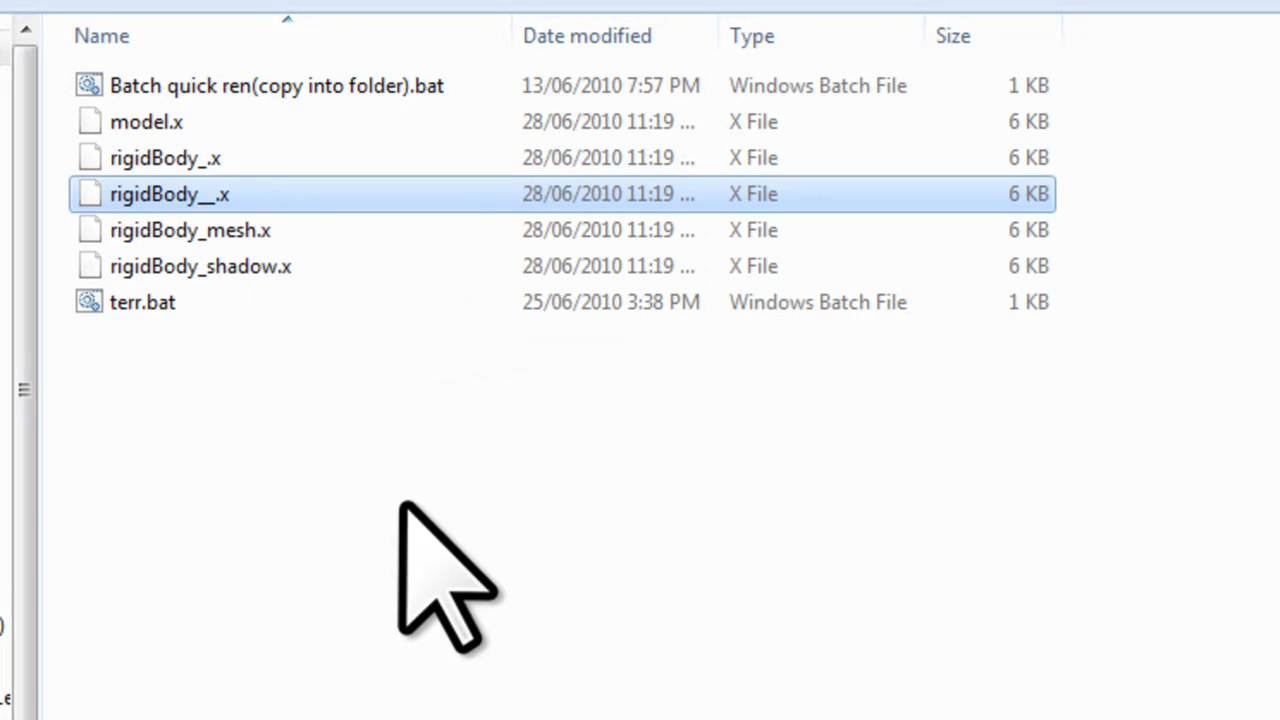 Name Date modified Type Size
Batch quick ren(copy into folder).bat 13/06/2010 7:57 PM Windows Batch File 1 KB
model.x 28/06/2010 11:19 ... X File 6 KB
rigidBody_.x 28/06/2010 11:19 ... X File 6 KB
rigidBody__.x 28/06/2010 11:19 ... X File 6 KB
rigidBody_mesh.x 28/06/2010 11:19 ... X File 6 KB
rigidBody_shadow.x 28/06/2010 11:19 ... X File 6 KB
terr.bat 25/06/2010 3:38 PM Windows Batch File 1 KB
)